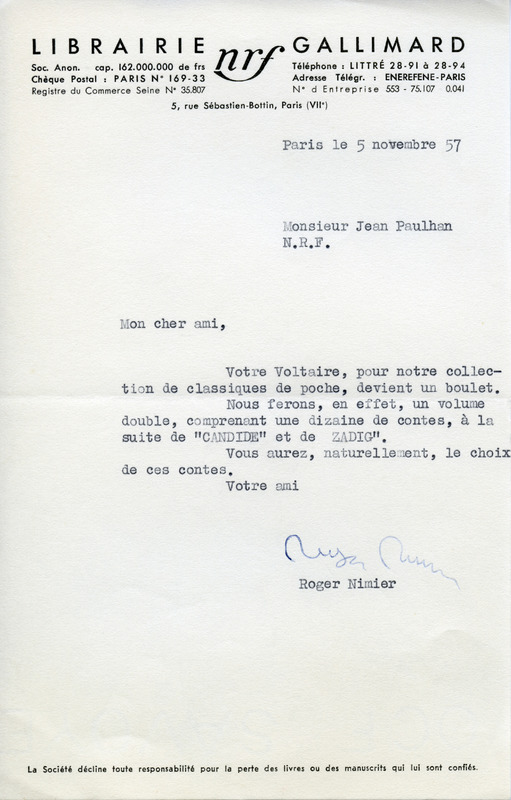 LIBRAIRIE nrf GALLIMARD
Soc. Anon. cap. 162.000.000 de frs
Chèque Postal : PARIS N° 169-33
Registre du Commerce Seine N° 35.807
Téléphone : LITTRÉ 28-91 à 28-94
Adresse Télégr. : ENEREFENE-PARIS
N° d Entreprise 553 - 75.107 0.041
5, rue Sébastien-Bottin, Paris (VII°)
Paris le 5 novembre 57
Monsieur Jean Paulhan
N.R.F.
Mon cher ami,
Votre Voltaire, pour notre collec-
tion de classiques de poche, devient un boulet.
Nous ferons, en effet, un volume
double, comprenant une dizaine de contes, à la
suite de "CANDIDE" et de ZADIG".
Vous aurez, naturellement, le choix
de ces contes.
Votre ami
Roger Nimier
Roger Nimier
La Société décline toute responsabilité pour la perte des livres ou des manuscrits qui lui sont confiés.